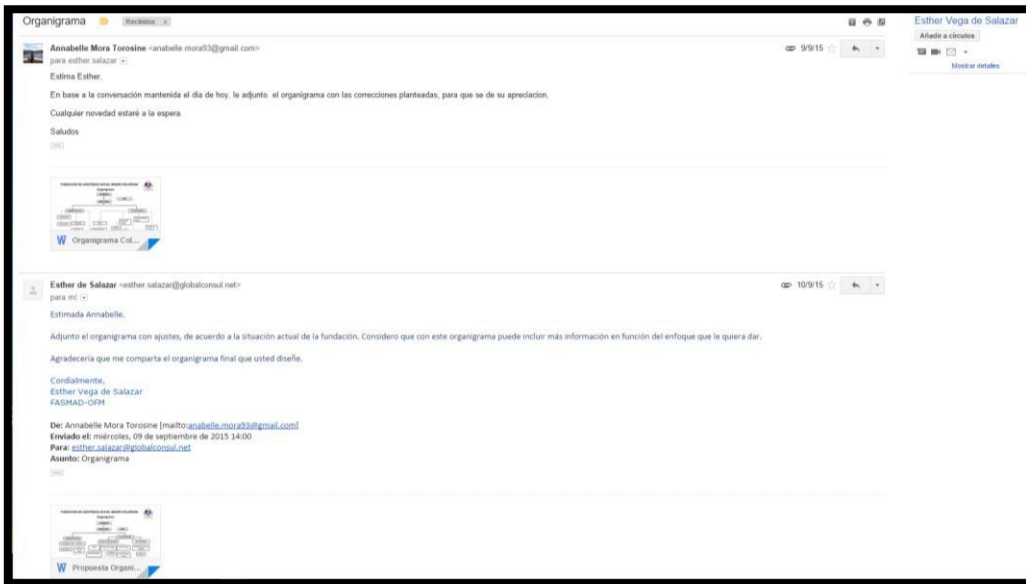 Organigrama
Recibidos x
Esther Vega de Salazar
Añadir a círculos
Mostrar detalles
Annabelle Mora Torosine <anabelle.mora93@gmail.com>
9/9/15
para esther.salazar
Estima Esther,
En base a la conversación mantenida el dia de hoy, le adjunto el organigrama con las correcciones planteadas, para que se de su apreciacion,
Cualquier novedad estaré a la espera.
Saludos
Organigrama
W Organigrama Col...
Esther de Salazar <esther.salazar@globalconsul.net>
10/9/15
para mí
Estimada Annabelle,
Adjunto el organigrama con ajustes, de acuerdo a la situación actual de la fundación. Considero que con este organigrama puede incluir más información en función del enfoque que le quiera dar.
Agradecería que me comparta el organigrama final que usted diseñe.
Cordialmente,
Esther Vega de Salazar
FASMAD-OFM
De: Annabelle Mora Torosine [mailto:anabelle.mora93@gmail.com]
Enviado el: miércoles, 09 de septiembre de 2015 14:00
Para: esther.salazar@globalconsul.net
Asunto: Organigrama
Organigrama
W Propuesta Organi...